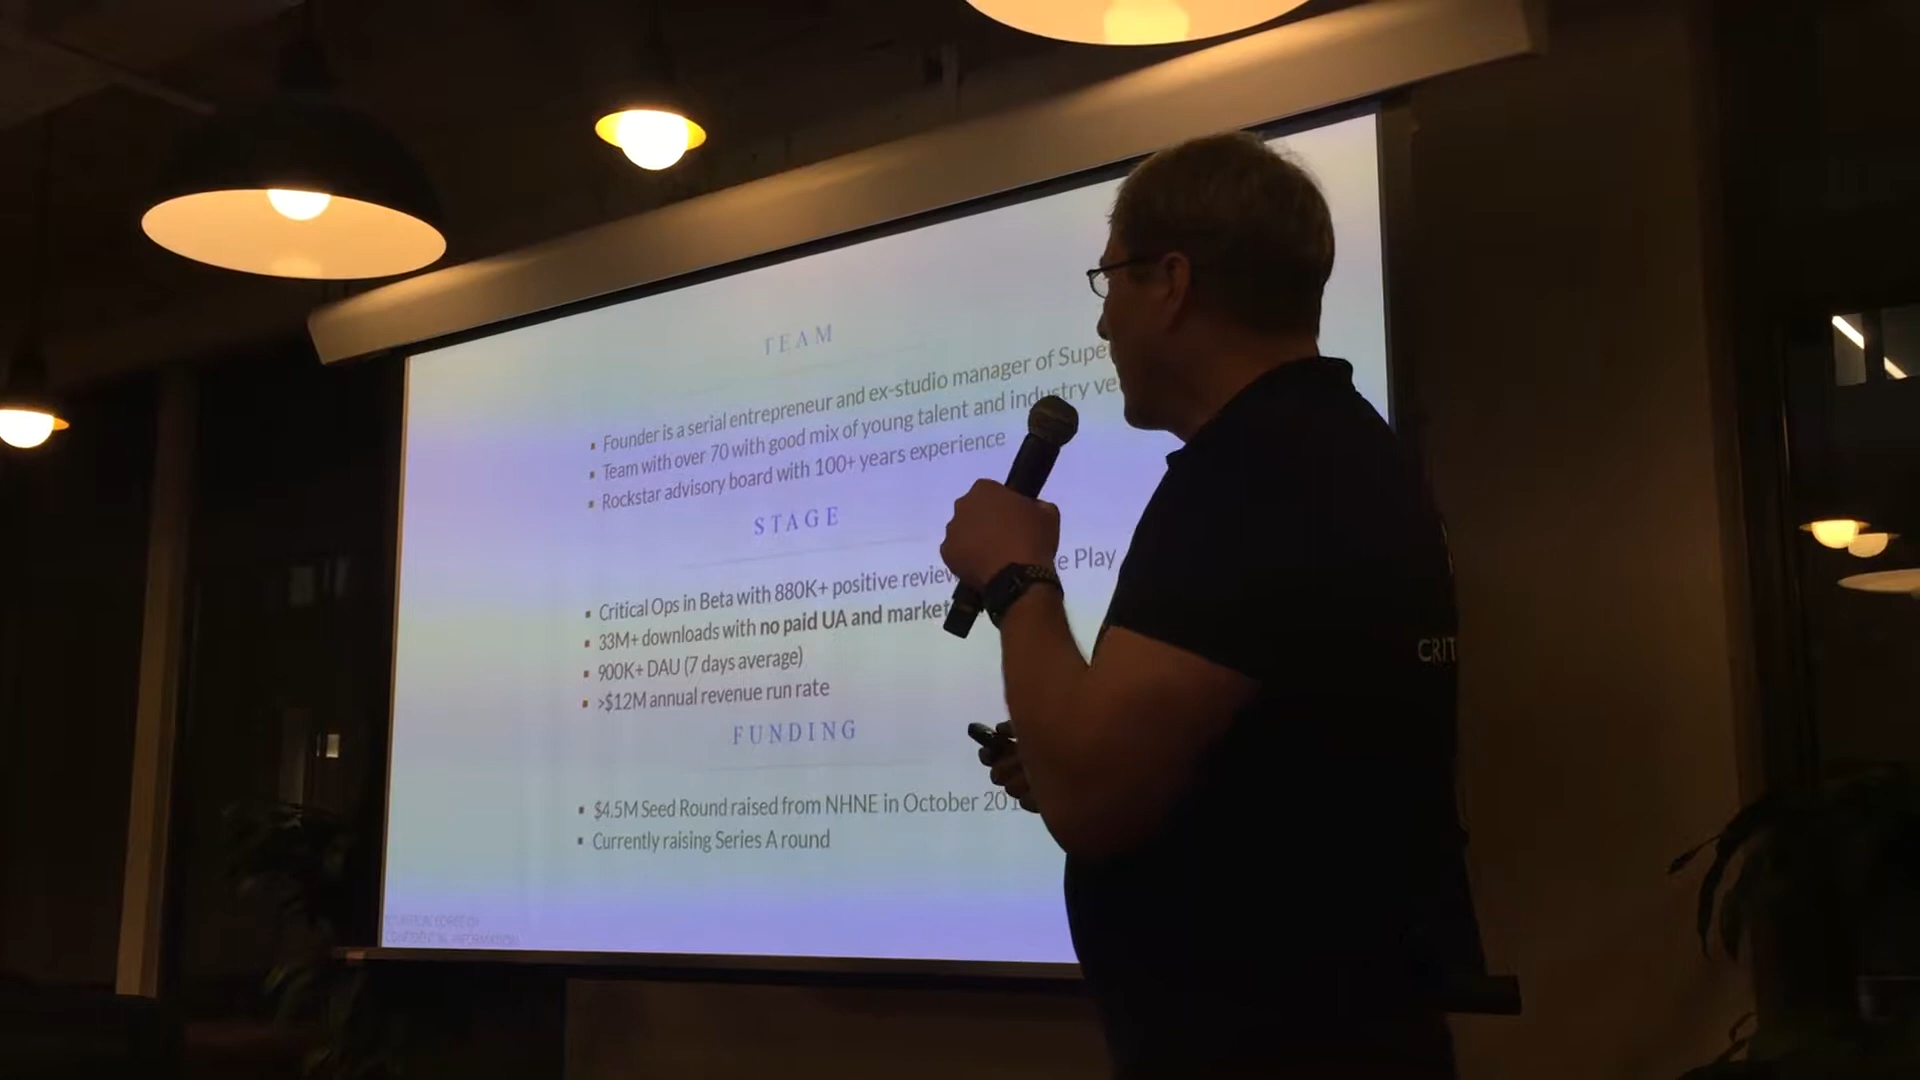 TEAM
Founder is a serial entrepreneur and ex-studio manager of Supe
Team with over 70 with good mix of young talent and industry ve
Rockstar advisory board with 100+ years experience
STAGE
Critical Ops in Beta with 880K+ positive review e Play
33M+ downloads with no paid UA and market
900K+ DAU (7 days average)
>$12M annual revenue run rate
FUNDING
$4.5M Seed Round raised from NHNE in October 201
Currently raising Series A round
CONFIDENTIAL INFORMATION
CRIT